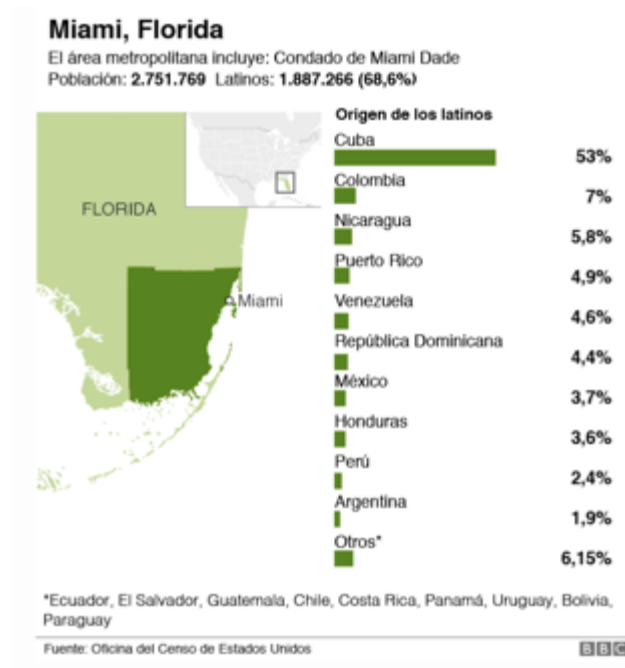 Miami, Florida
El área metropolitana incluye: Condado de Miami Dade
Población: 2.751.769 Latinos: 1.887.266 (68,6%)
Origen de los latinos
Cuba
53%
Colombia
7%
Nicaragua
5,8%
Puerto Rico
4,9%
Venezuela
4,6%
República Dominicana
4,4%
México
3,7%
Honduras
3,6%
Perú
2,4%
Argentina
1,9%
Otros*
6,15%
FLORIDA
Miami
*Ecuador, El Salvador, Guatemala, Chile, Costa Rica, Panamá, Uruguay, Bolivia,
Paraguay
Fuente: Oficina del Censo de Estados Unidos
BBC